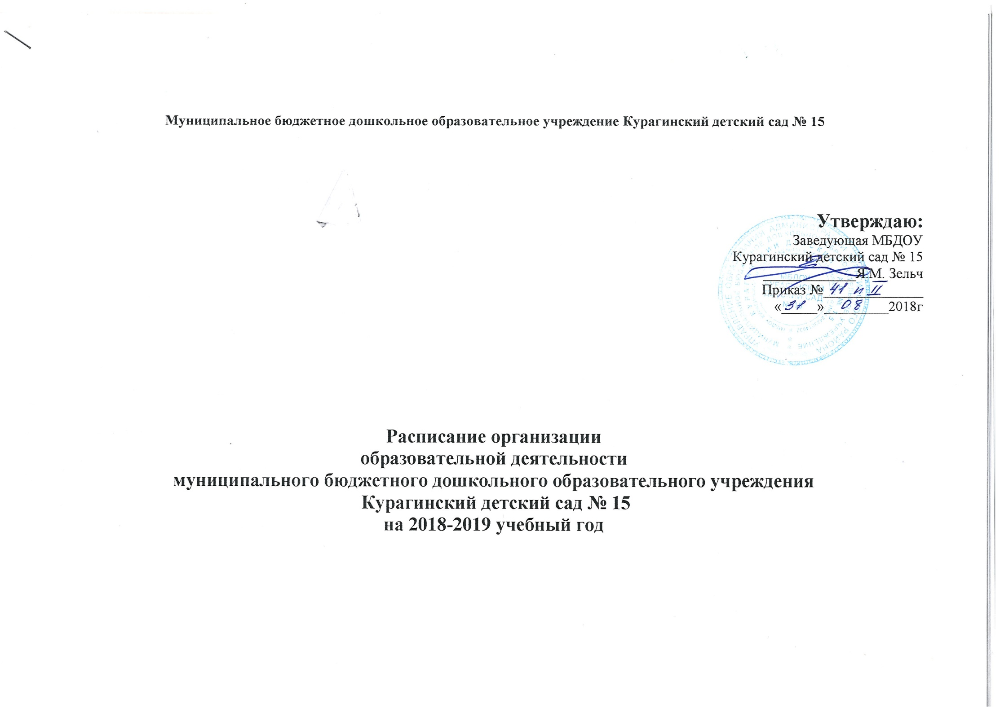 Муниципальное бюджетное дошкольное образовательное учреждение Курагинский детский сад № 15
Утверждаю:
Заведующая МБДОУ
Курагинский детский сад № 15
Я.М. Зельч
Приказ № 41 п II
«31» 08 2018г
Расписание организации
образовательной деятельности
муниципального бюджетного дошкольного образовательного учреждения
Курагинский детский сад № 15
на 2018-2019 учебный год